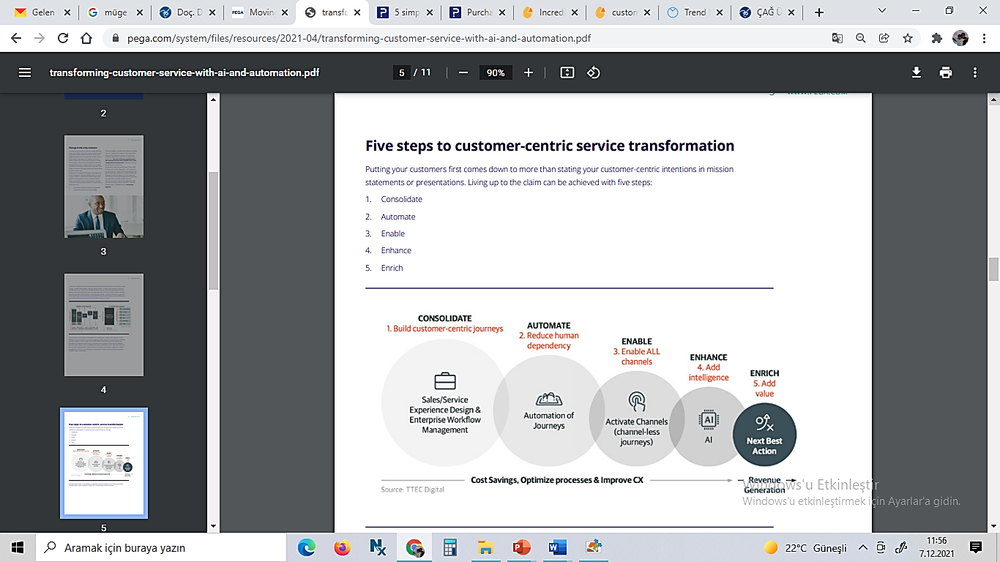 Gelen
müge
Doç. D
PEGA Movin
transfo
5 simp
Purcha
Incredi
custon
Trend
ÇAĞ Ü
pega.com/system/files/resources/2021-04/transforming-customer-service-with-ai-and-automation.pdf
transforming-customer-service-with-ai-and-automation.pdf
5 / 11
90%
2
3
4
5
Five steps to customer-centric service transformation
Putting your customers first comes down to more than stating your customer-centric intentions in mission
statements or presentations. Living up to the claim can be achieved with five steps:
1. Consolidate
2. Automate
3. Enable
4. Enhance
5. Enrich
CONSOLIDATE
1. Build customer-centric journeys
Sales/Service
Experience Design &
Enterprise Workflow
Management
AUTOMATE
2. Reduce human
dependency
Automation of
Journeys
ENABLE
3. Enable ALL
channels
Activate Channels
(channel-less
journeys)
ENHANCE
4. Add
intelligence
AI
AI
ENRICH
5. Add
value
Next Best
Action
Cost Savings, Optimize processes & Improve CX
Revenue
Generation
Source: TTEC Digital
Windows'u Etkinleştir
Windows'u etkinleştirmek için Ayarlar'a gidin.
Aramak için buraya yazın
22°C Güneşli
11:56
7.12.2021